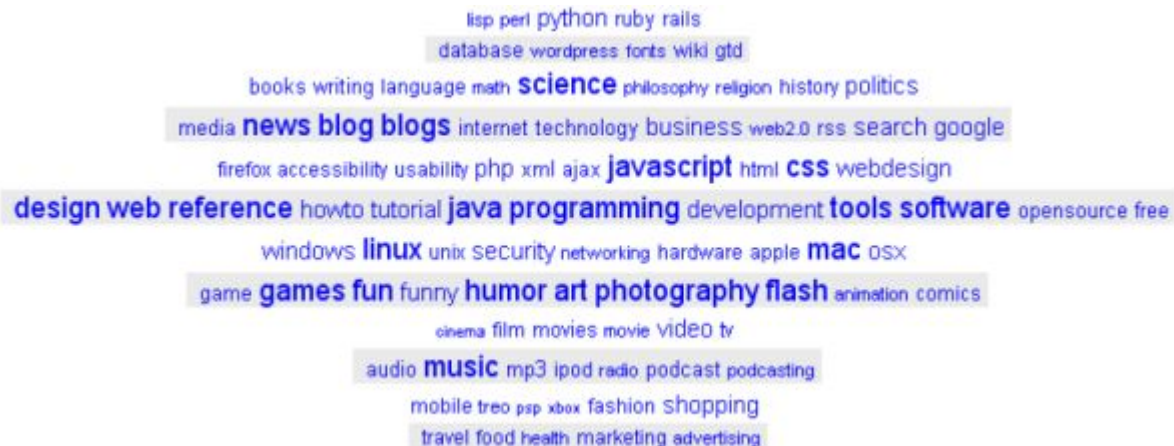 lisp perl python ruby rails
database wordpress fonts wiki gtd
books writing language math science philosophy religion history politics
media news blog blogs internet technology business web2.0 rss search google
firefox accessibility usability php xml ajax javascript html css webdesign
design web reference howto tutorial java programming development tools software opensource free
windows linux unix security networking hardware apple mac osx
game games fun funny humor art photography flash animation comics
cinema film movies movie video tv
audio music mp3 ipod radio podcast podcasting
mobile treo psp xbox fashion shopping
travel food health marketing advertising